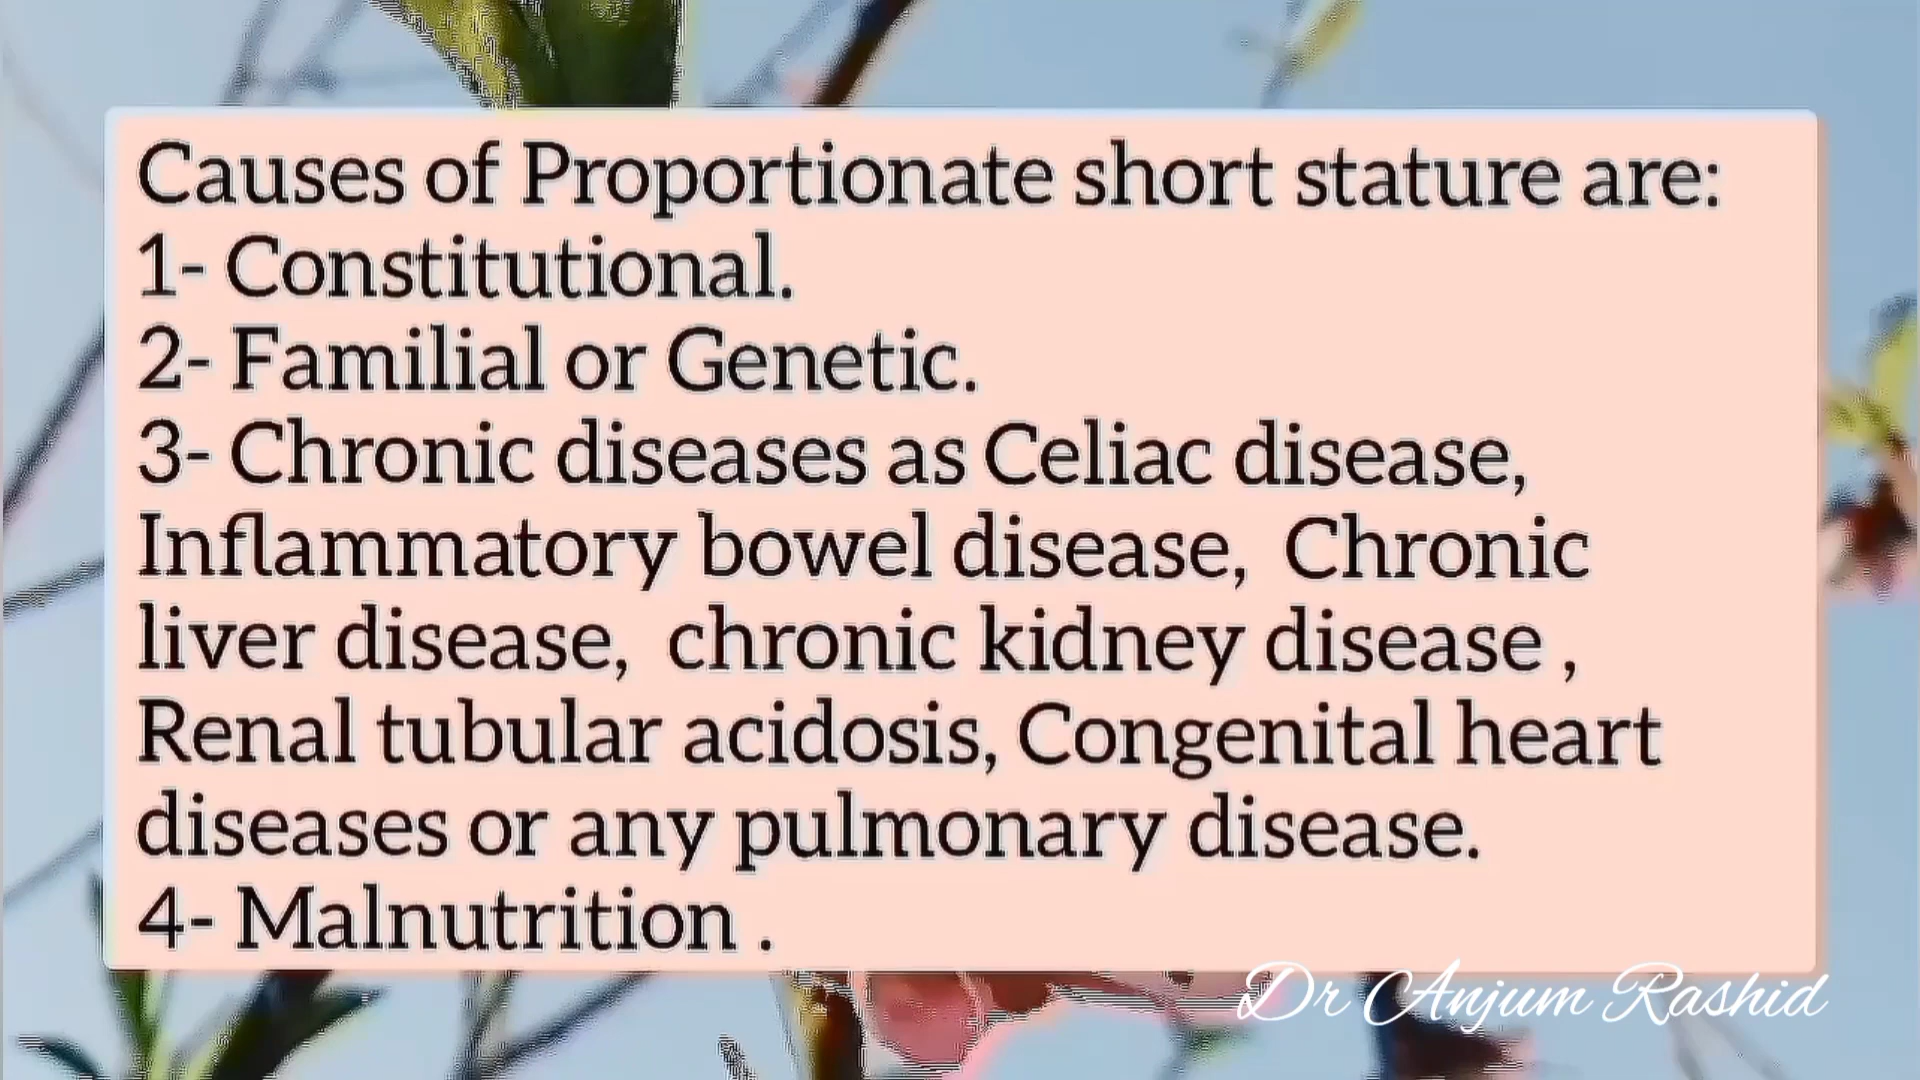 Causes of Proportionate short stature are:
1- Constitutional.
2- Familial or Genetic.
3- Chronic diseases as Celiac disease,
Inflammatory bowel disease,  Chronic
liver disease,  chronic kidney disease ,
Renal tubular acidosis, Congenital heart
diseases or any pulmonary disease.
4- Malnutrition .
Dr Anjum Rashid